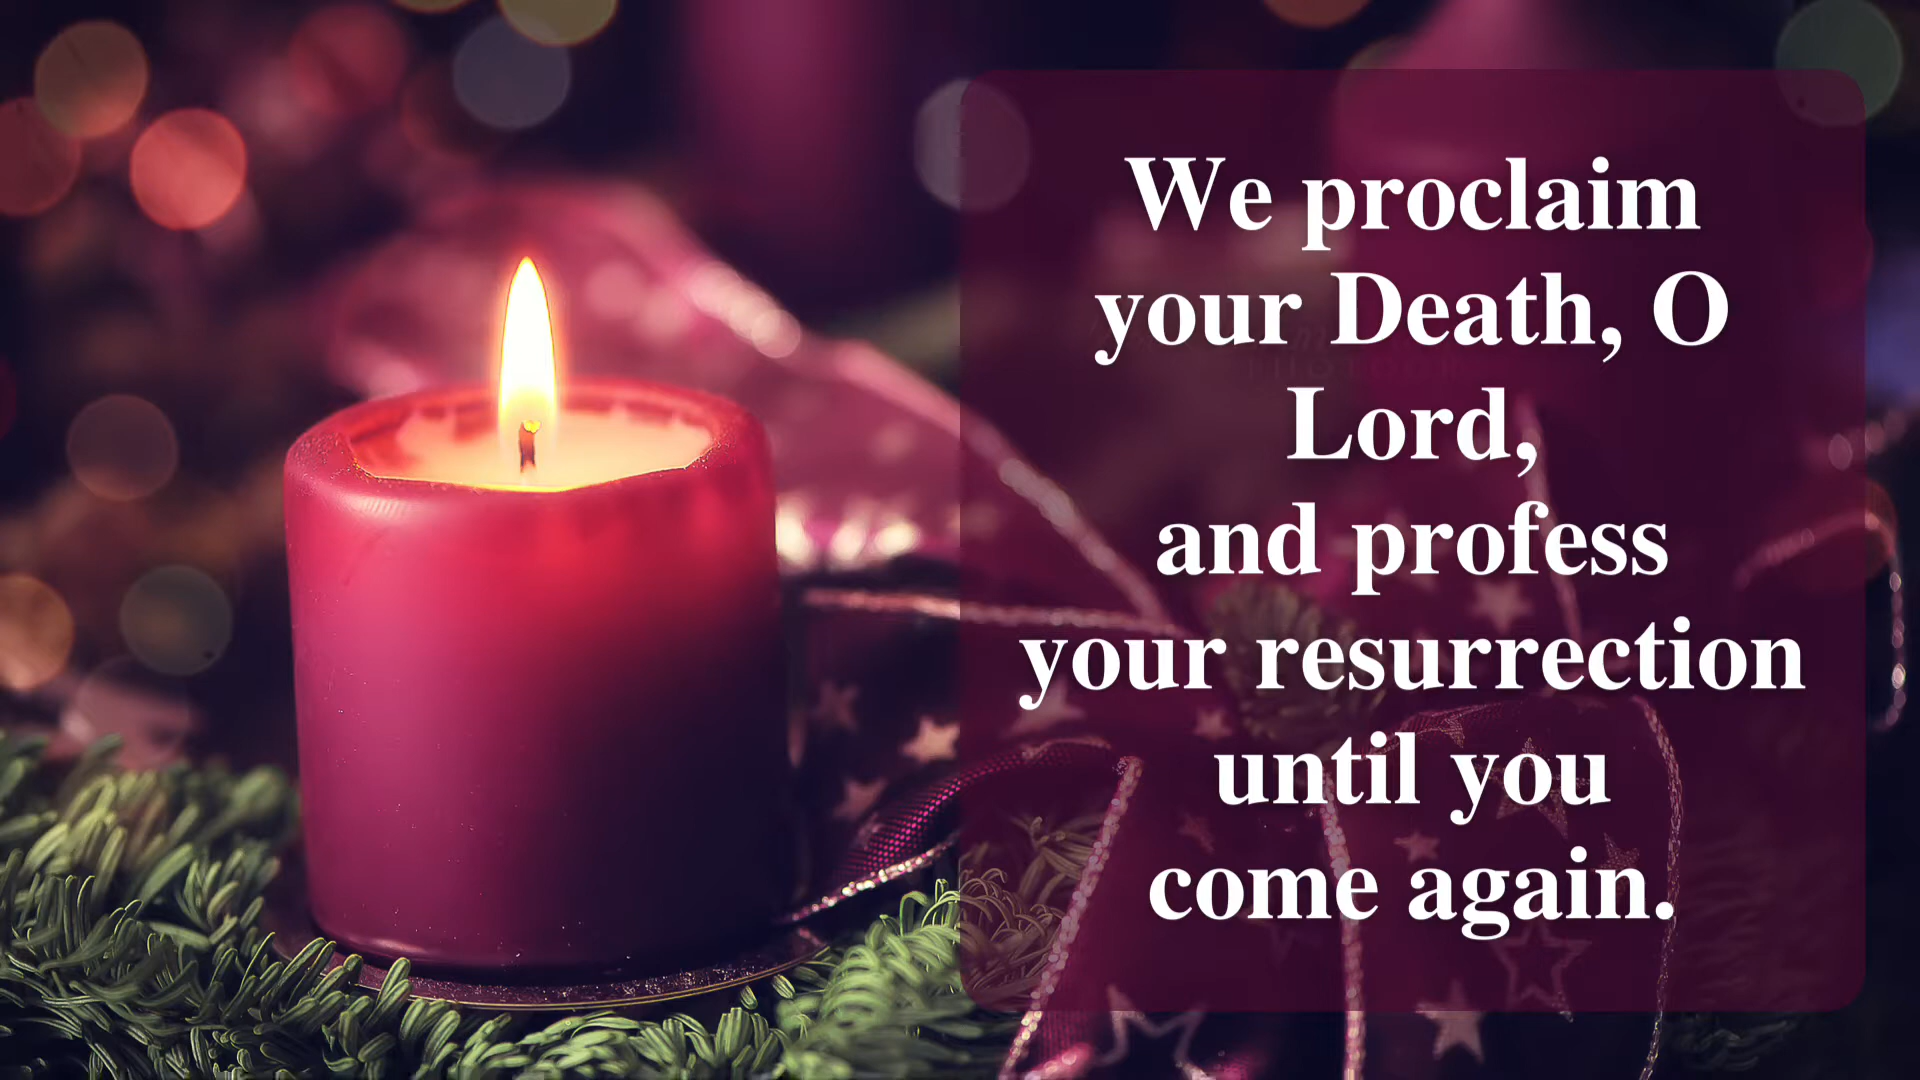 We proclaim
your Death, O
Lord,
and profess
your resurrection
until you
come again.